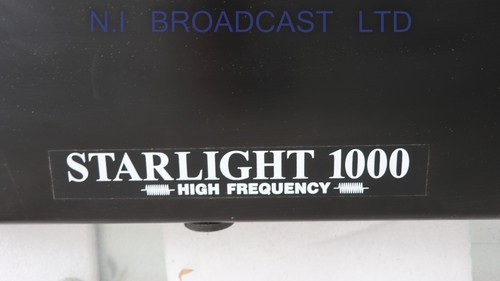 N.I BROADCAST LTD
STARLIGHT 1000
HIGH FREQUENCY